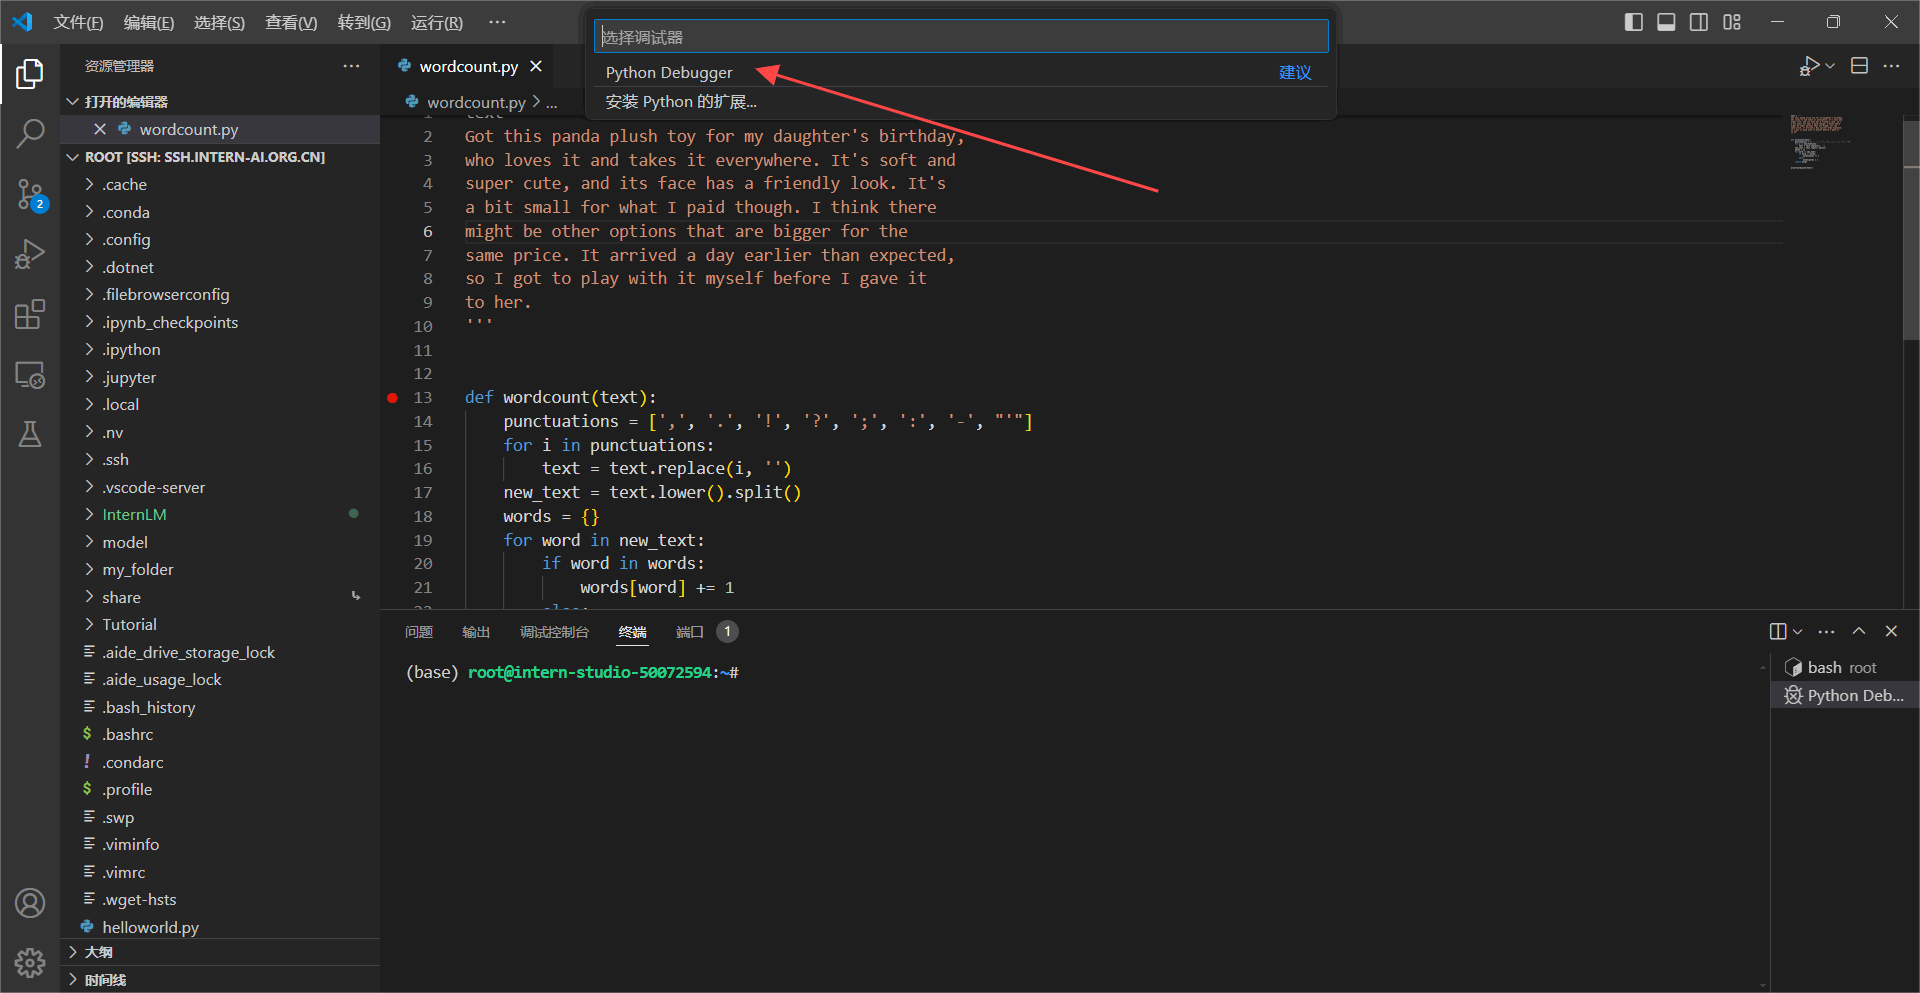 文件(F) 编辑(E) 选择(S) 查看(V) 转到(G) 运行(R) ···
选择调试器
Python Debugger 建议
安装 Python 的扩展...
资源管理器
打开的编辑器
wordcount.py
ROOT [SSH: SSH.INTERN-AI.ORG.CN]
.cache
.conda
.config
.dotnet
.filebrowserconfig
.ipynb_checkpoints
.ipython
.jupyter
.local
.nv
.ssh
.vscode-server
InternLM
model
my_folder
share
Tutorial
.aide_drive_storage_lock
.aide_usage_lock
.bash_history
$ .bashrc
! .condarc
$ .profile
.swp
.viminfo
.vimrc
.wget-hsts
helloworld.py
大纲
时间线
2
wordcount.py
wordcount.py > ...
1 text
2 Got this panda plush toy for my daughter's birthday,
3 who loves it and takes it everywhere. It's soft and
4 super cute, and its face has a friendly look. It's
5 a bit small for what I paid though. I think there
6 might be other options that are bigger for the
7 same price. It arrived a day earlier than expected,
8 so I got to play with it myself before I gave it
9 to her.
10 '''
11
12
13 def wordcount(text):
14 punctuations = [',', '.', '!', '?', ';', ':', '-', "'"]
15 for i in punctuations:
16 text = text.replace(i, '')
17 new_text = text.lower().split()
18 words = {}
19 for word in new_text:
20 if word in words:
21 words[word] += 1
22 else:
问题 输出 调试控制台 终端 端口 1
(base) root@intern-studio-50072594:~#
bash root
Python Deb...